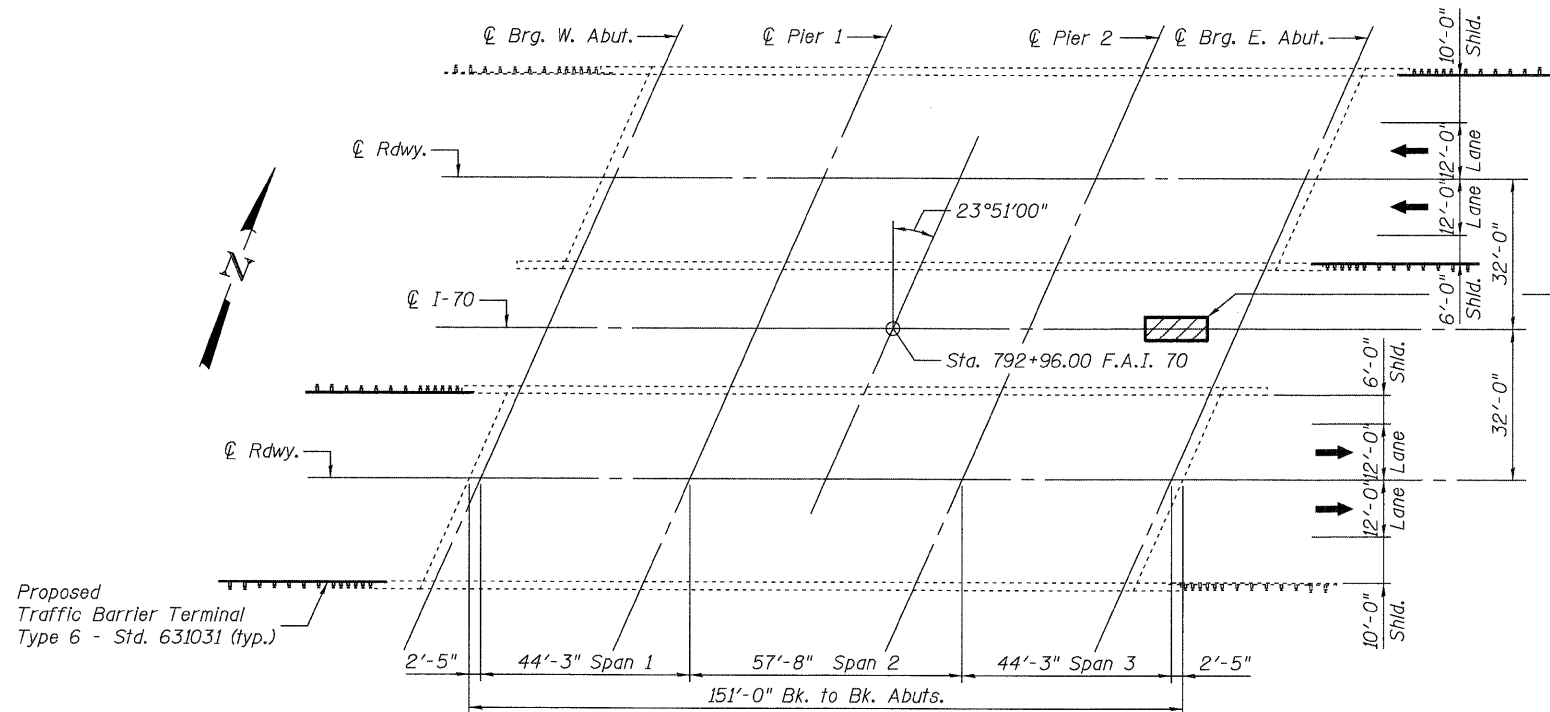 ℄ Brg. W. Abut.
℄ Pier 1
℄ Pier 2
℄ Brg. E. Abut.
10'-0"
Shld.
℄ Rdwy.
12'-0"
Lane
N
23°51'00"
12'-0"
Lane
32'-0"
℄ I-70
6'-0"
Shld.
Sta. 792+96.00 F.A.I. 70
6'-0"
Shld.
32'-0"
℄ Rdwy.
12'-0"
Lane
12'-0"
Lane
Proposed
Traffic Barrier Terminal
Type 6 - Std. 631031 (typ.)
10'-0"
Shld.
2'-5"
44'-3" Span 1
57'-8" Span 2
44'-3" Span 3
2'-5"
151'-0" Bk. to Bk. Abuts.